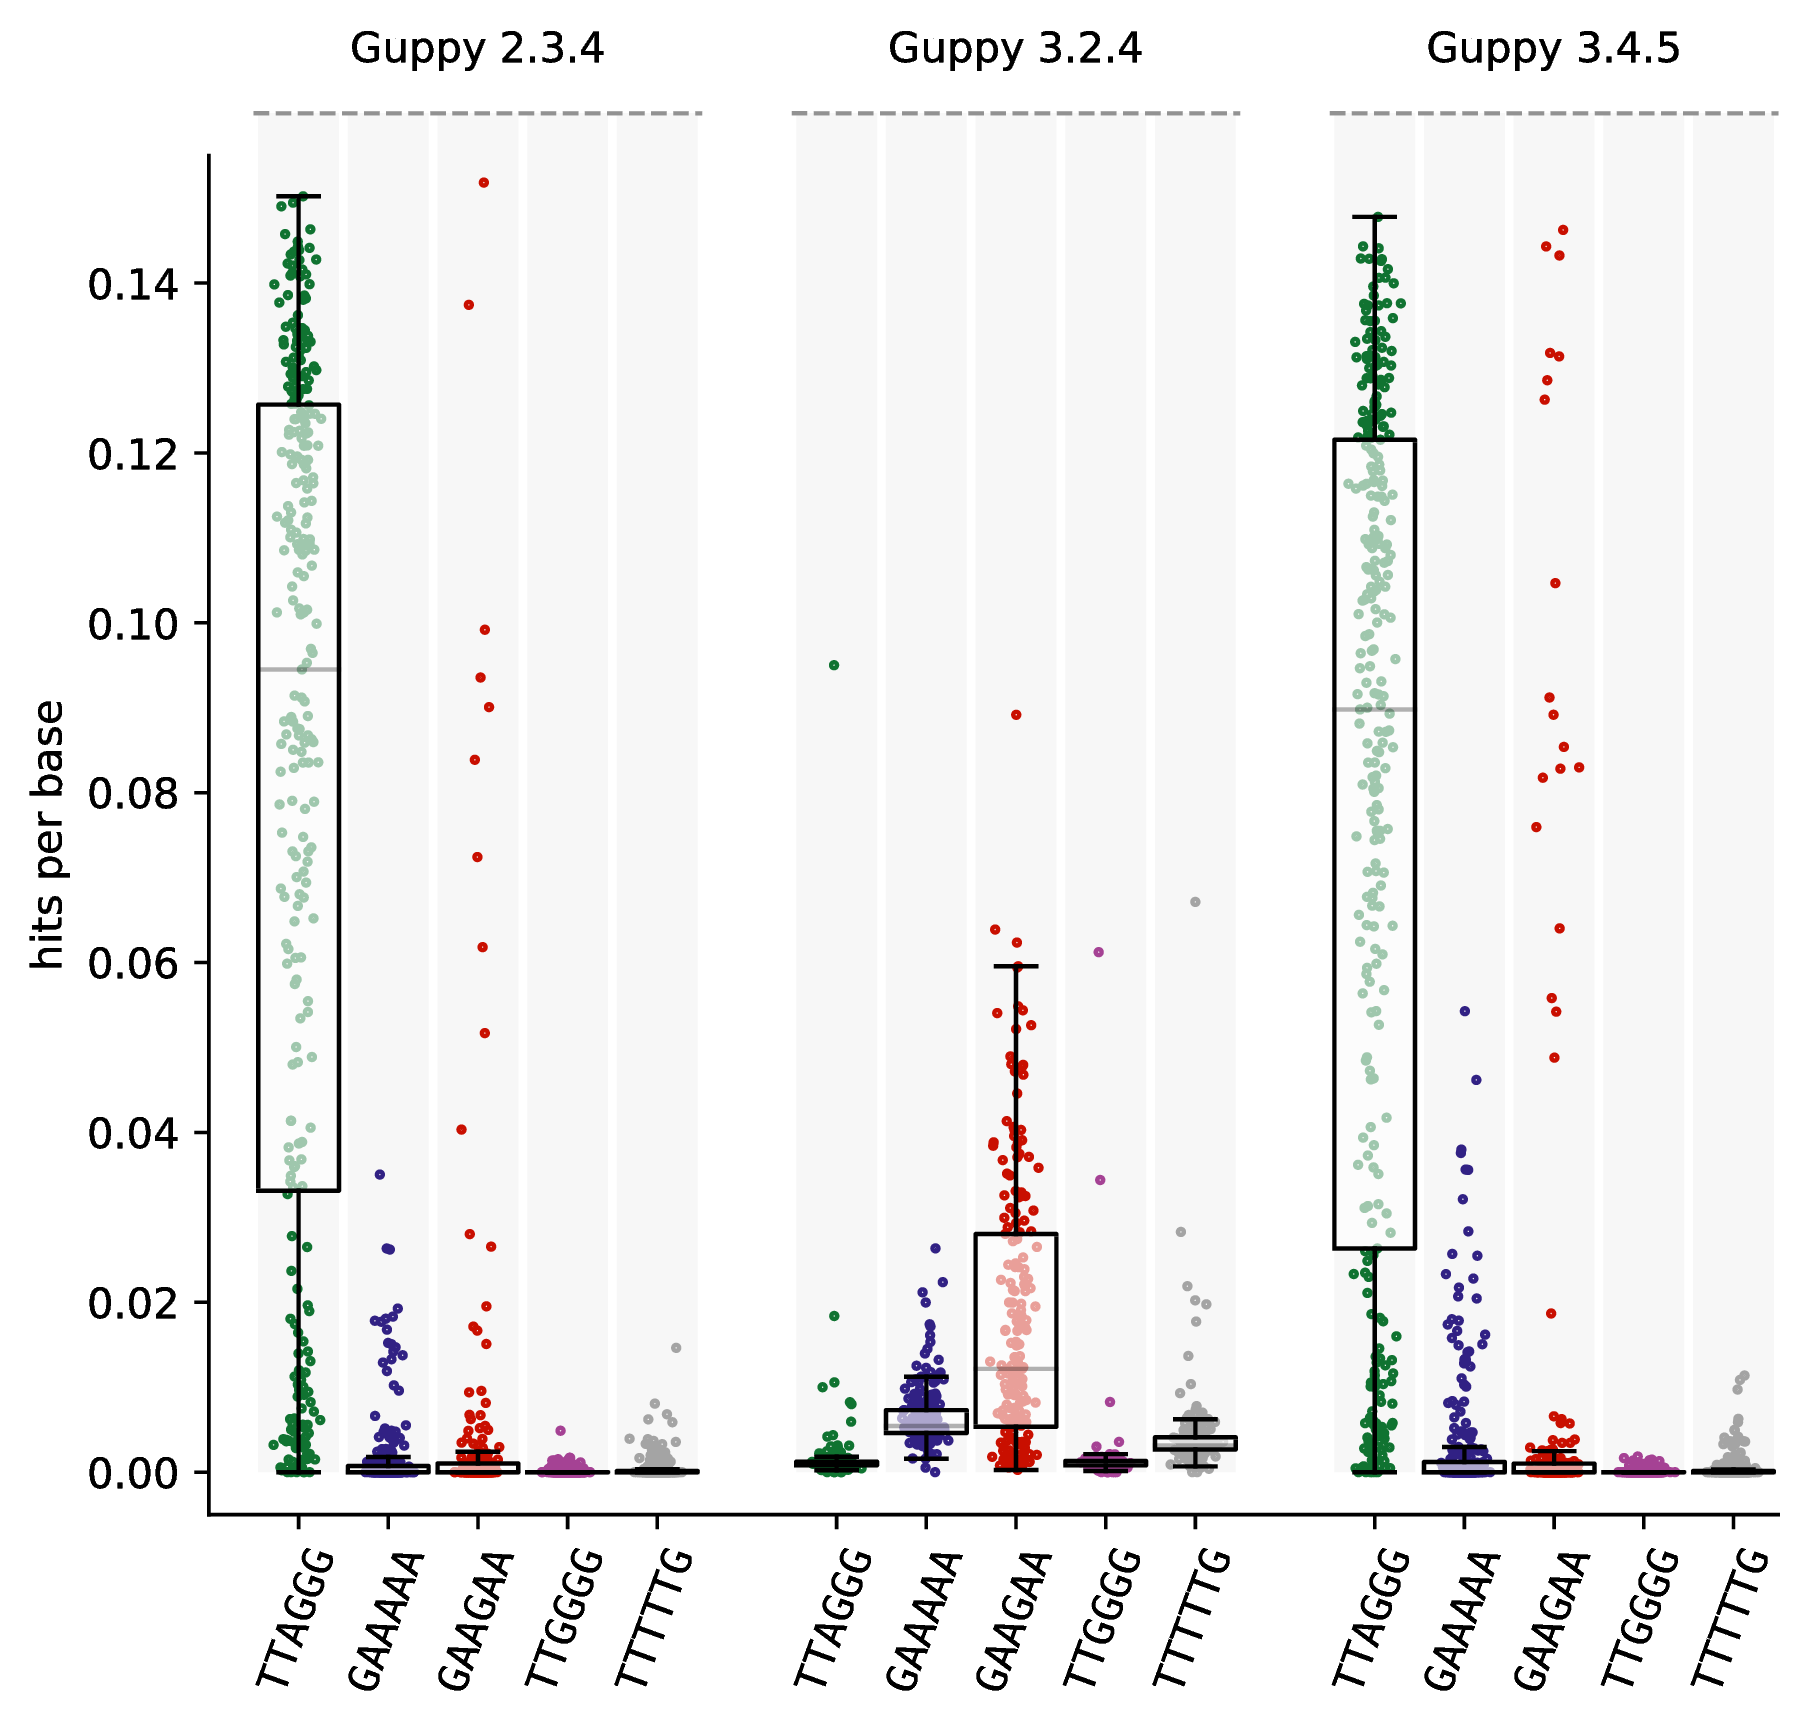 Guppy 2.3.4 Guppy 3.2.4 Guppy 3.4.5
hits per base
0.14
0.12
0.10
0.08
0.06
0.04
0.02
0.00
TTAGGG GAAAAA GAAGAA TTGGGG TTTTTG TTAGGG GAAAAA GAAGAA TTGGGG TTTTTG TTAGGG GAAAAA GAAGAA TTGGGG TTTTTG